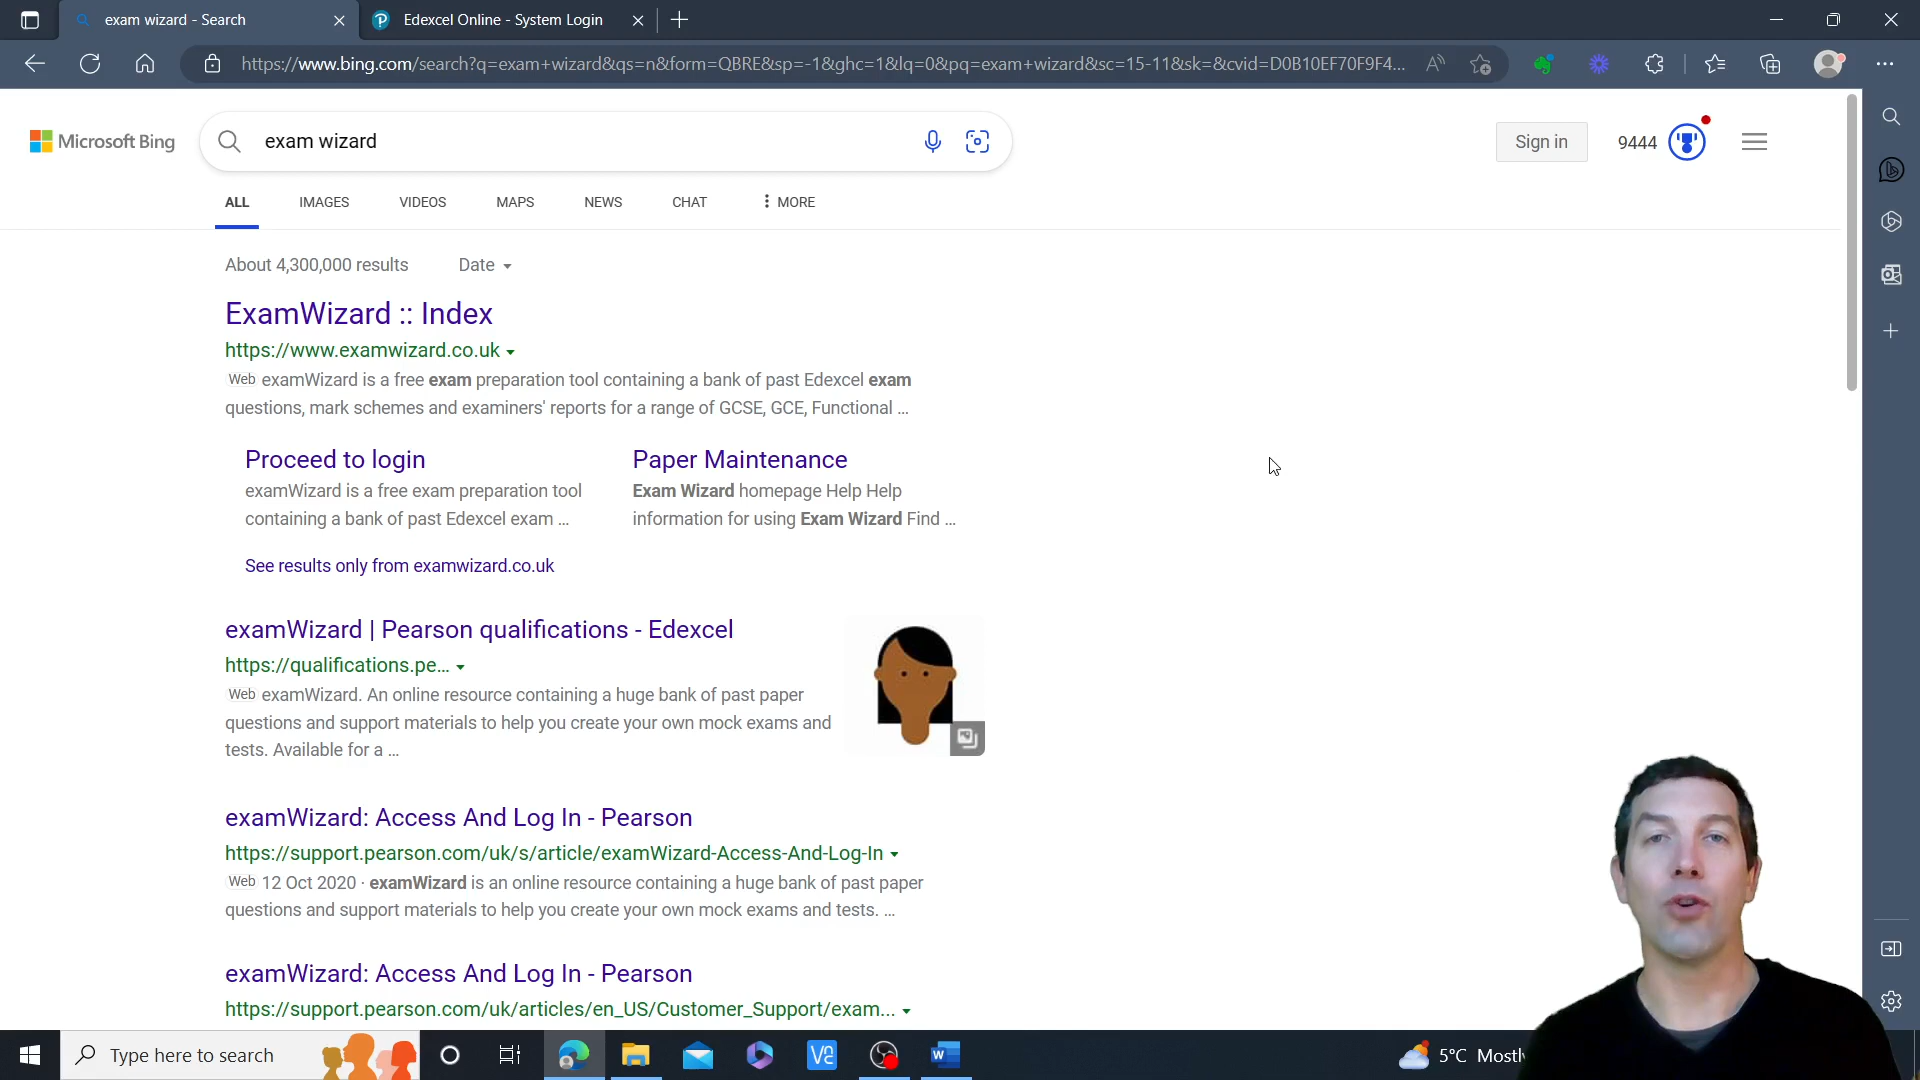 exam wizard - Search
Edexcel Online - System Login
https://www.bing.com/search?q=exam+wizard&qs=n&form=QBRE&sp=-1&ghc=1&lq=0&pq=exam+wizard&sc=15-11&sk=&cvid=D0B10EF70F9F4...
Microsoft Bing
exam wizard
Sign in
9444
ALL
IMAGES
VIDEOS
MAPS
NEWS
CHAT
MORE
About 4,300,000 results
Date
ExamWizard :: Index
https://www.examwizard.co.uk
Web examWizard is a free exam preparation tool containing a bank of past Edexcel exam
questions, mark schemes and examiners' reports for a range of GCSE, GCE, Functional ...
Proceed to login
examWizard is a free exam preparation tool
containing a bank of past Edexcel exam ...
Paper Maintenance
Exam Wizard homepage Help Help
information for using Exam Wizard Find ...
See results only from examwizard.co.uk
examWizard | Pearson qualifications - Edexcel
https://qualifications.pe...
Web examWizard. An online resource containing a huge bank of past paper
questions and support materials to help you create your own mock exams and
tests. Available for a ...
examWizard: Access And Log In - Pearson
https://support.pearson.com/uk/s/article/examWizard-Access-And-Log-In
Web 12 Oct 2020 · examWizard is an online resource containing a huge bank of past paper
questions and support materials to help you create your own mock exams and tests. ...
examWizard: Access And Log In - Pearson
https://support.pearson.com/uk/articles/en_US/Customer_Support/exam...
Type here to search
5°C Mostly